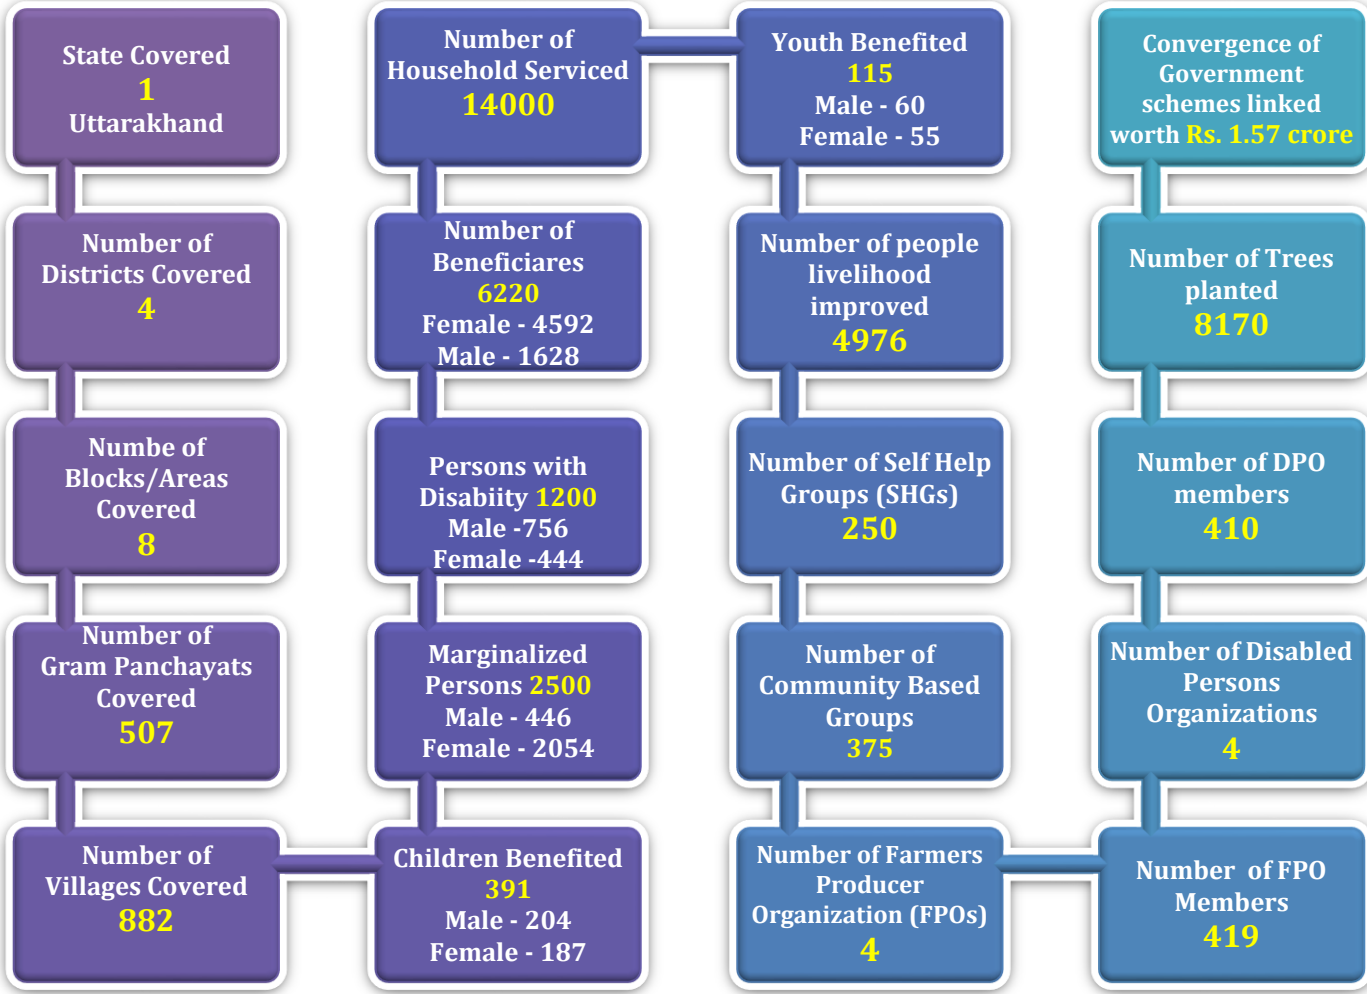 State Covered
1
Uttarakhand
Number of
Districts Covered
4
Numbe of
Blocks/Areas
Covered
8
Number of
Gram Panchayats
Covered
507
Number of
Villages Covered
882
Children Benefited
391
Male - 204
Female - 187
Marginalized
Persons 2500
Male - 446
Female - 2054
Persons with
Disabiity 1200
Male -756
Female -444
Number of
Beneficiares
6220
Female - 4592
Male - 1628
Number of
Household Serviced
14000
Youth Benefited
115
Male - 60
Female - 55
Number of people
livelihood
improved
4976
Number of Self Help
Groups (SHGs)
250
Number of
Community Based
Groups
375
Number of Farmers
Producer
Organization (FPOs)
4
Number of FPO
Members
419
Number of Disabled
Persons
Organizations
4
Number of DPO
members
410
Number of Trees
planted
8170
Convergence of
Government
schemes linked
worth Rs. 1.57 crore